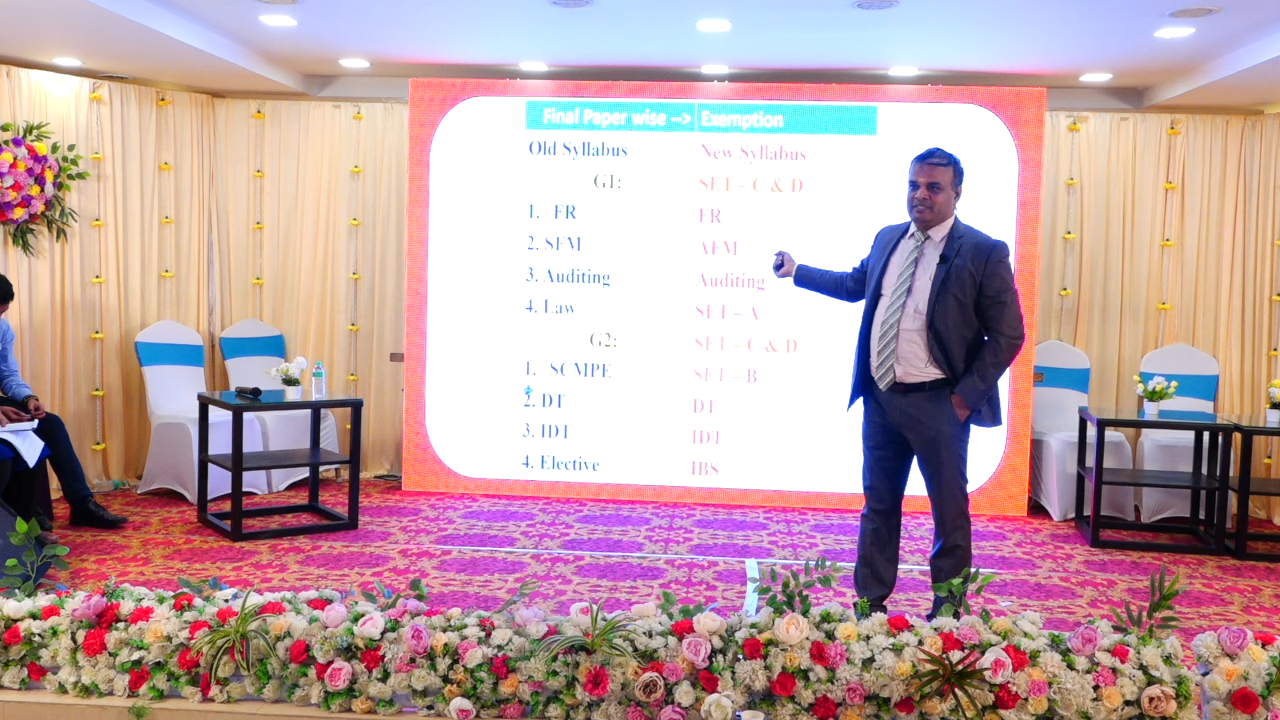 Final Paper wise --> Exemption
Old Syllabus New Syllabus
G1: SET – C & D
1. FR FR
2. SFM AFM
3. Auditing Auditing
4. Law SET – A
G2: SET – C & D
1. SCMPE SET – B
2. DT DT
3. IDT IDT
4. Elective IBS